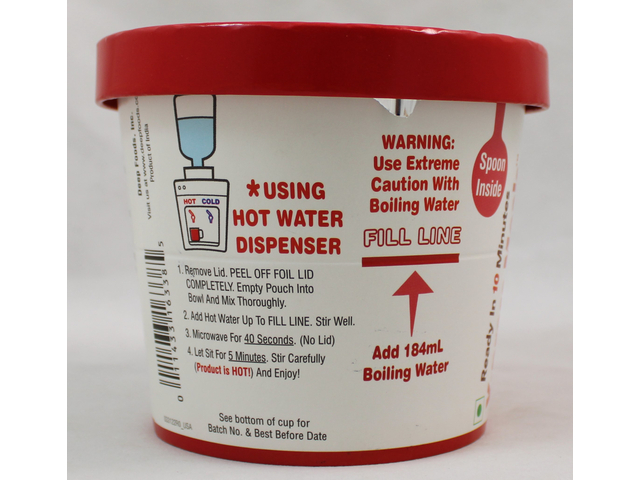 Deep Foods, Inc.
Visit us at www.deepfoods.c
Product of India
HOT COLD
*USING
HOT WATER
DISPENSER
1. Remove Lid. PEEL OFF FOIL LID
COMPLETELY. Empty Pouch Into
Bowl And Mix Thoroughly.
2. Add Hot Water Up To FILL LINE. Stir Well.
3. Microwave For 40 Seconds. (No Lid)
4. Let Sit For 5 Minutes. Stir Carefully
(Product is HOT!) And Enjoy!
See bottom of cup for
Batch No. & Best Before Date
WARNING:
Use Extreme
Caution With
Boiling Water
FILL LINE
Add 184mL
Boiling Water
Spoon
Inside
Ready In 10 Minutes